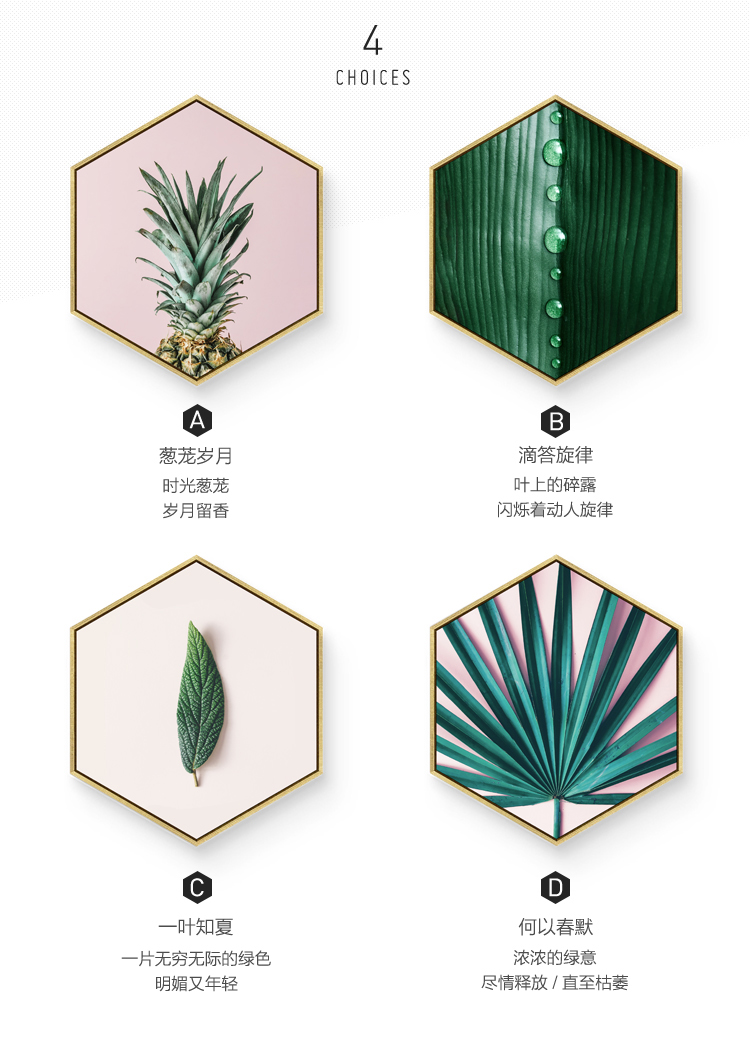 4
CHOICES
A
葱茏岁月
时光葱茏
岁月留香
B
滴答旋律
叶上的碎露
闪烁着动人旋律
C
一叶知夏
一片无穷无际的绿色
明媚又年轻
D
何以春默
浓浓的绿意
尽情释放 / 直至枯萎